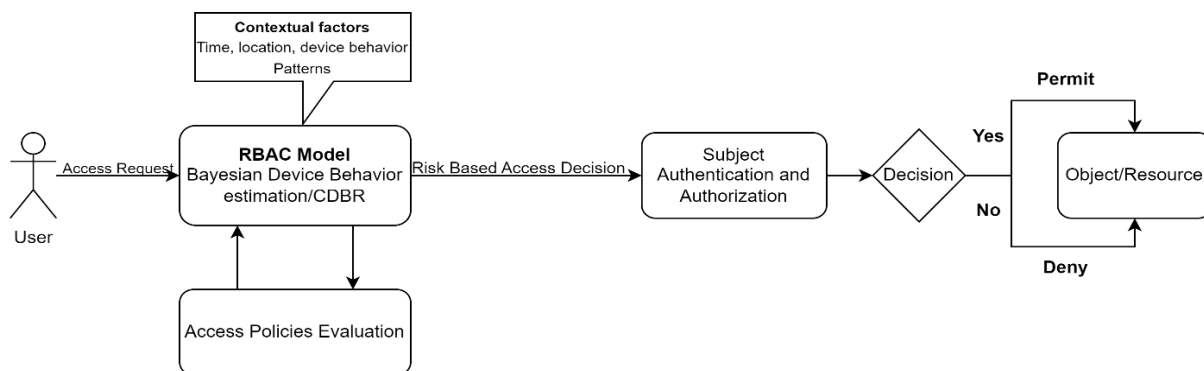 Contextual factors
Time, location, device behavior
Patterns
User
Access Request
RBAC Model
Bayesian Device Behavior
estimation/CDBR
Access Policies Evaluation
Risk Based Access Decision
Subject
Authentication and
Authorization
Decision
Yes
No
Permit
Deny
Object/Resource